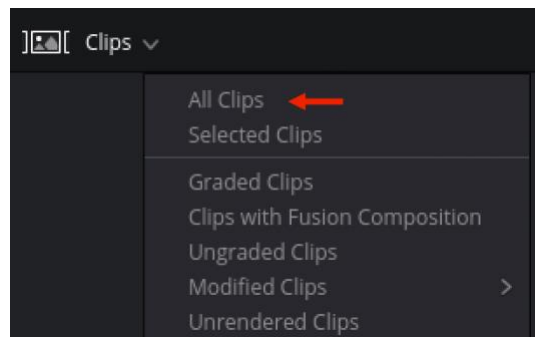 Clips
All Clips
Selected Clips
Graded Clips
Clips with Fusion Composition
Ungraded Clips
Modified Clips
Unrendered Clips